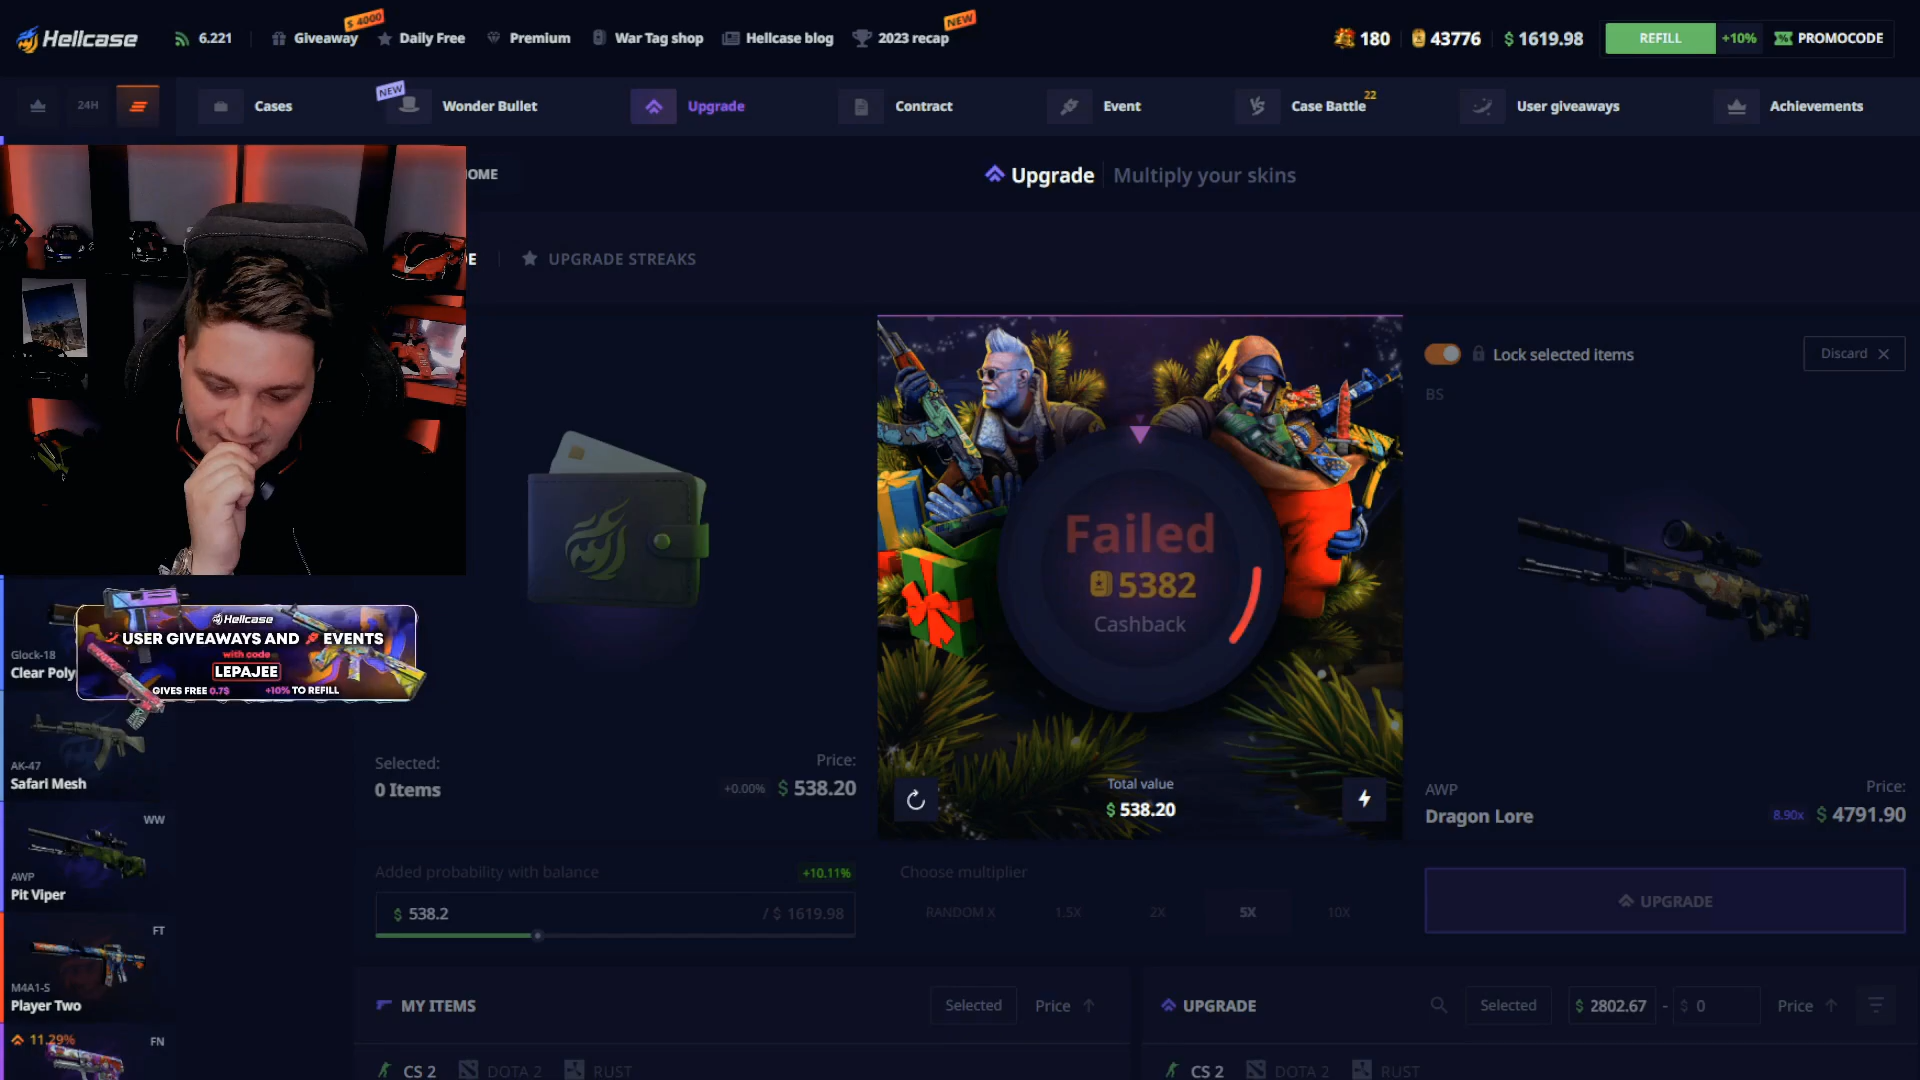 Hellcase
6.221
Giveaway
$ 4000
Daily Free
Premium
War Tag shop
Hellcase blog
2023 recap
NEW
180
43776
$ 1619.98
REFILL
+10%
PROMOCODE
24H
Cases
NEW
Wonder Bullet
Upgrade
Contract
Event
Case Battle
22
User giveaways
Achievements
OME
Upgrade
Multiply your skins
E
UPGRADE STREAKS
Lock selected items
Discard
BS
Failed
5382
Cashback
Hellcase
USER GIVEAWAYS AND EVENTS
with code
LEPAJEE
GIVES FREE 0.7$ +10% TO REFILL
Glock-18
Clear Poly
AK-47
Safari Mesh
WW
AWP
Pit Viper
FT
M4A1-S
Player Two
11.29%
FN
Selected:
0 Items
Price:
+0.00%
$ 538.20
Total value
$ 538.20
AWP
Dragon Lore
Price:
8.90x
$ 4791.90
Added probability with balance
+10.11%
$ 538.2
/ $ 1619.98
Choose multiplier
RANDOM X
1.5X
2X
5X
10X
UPGRADE
MY ITEMS
Selected
Price
UPGRADE
Selected
$ 2802.67 - $ 0
Price
CS 2
DOTA 2
RUST
CS 2
DOTA 2
RUST